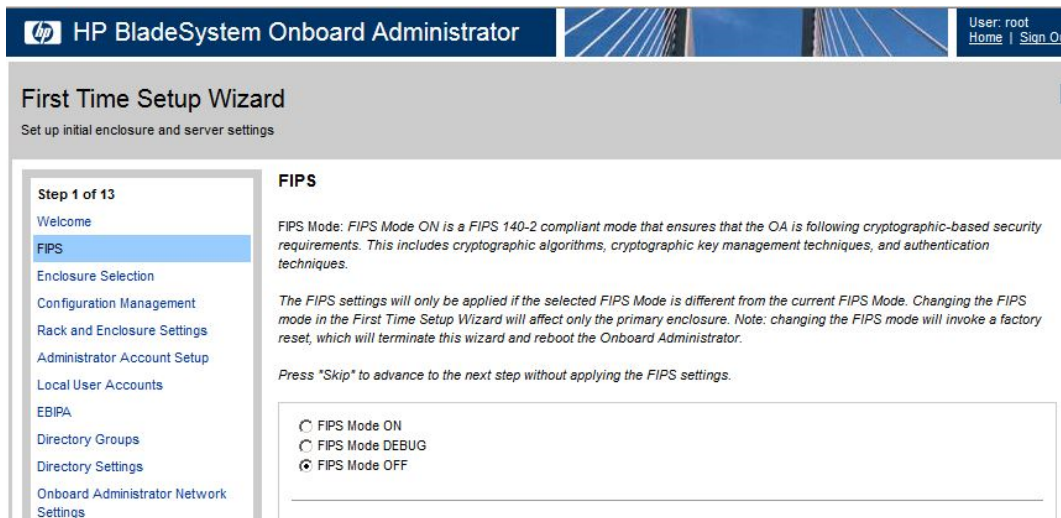 hp HP BladeSystem Onboard Administrator
User: root
Home | Sign
First Time Setup Wizard
Set up initial enclosure and server settings
Step 1 of 13
Welcome
FIPS
Enclosure Selection
Configuration Management
Rack and Enclosure Settings
Administrator Account Setup
Local User Accounts
EBIPA
Directory Groups
Directory Settings
Onboard Administrator Network
Settings
FIPS
FIPS Mode: FIPS Mode ON is a FIPS 140-2 compliant mode that ensures that the OA is following cryptographic-based security
requirements. This includes cryptographic algorithms, cryptographic key management techniques, and authentication
techniques.
The FIPS settings will only be applied if the selected FIPS Mode is different from the current FIPS Mode. Changing the FIPS
mode in the First Time Setup Wizard will affect only the primary enclosure. Note: changing the FIPS mode will invoke a factory
reset, which will terminate this wizard and reboot the Onboard Administrator.
Press "Skip" to advance to the next step without applying the FIPS settings.
FIPS Mode ON
FIPS Mode DEBUG
FIPS Mode OFF